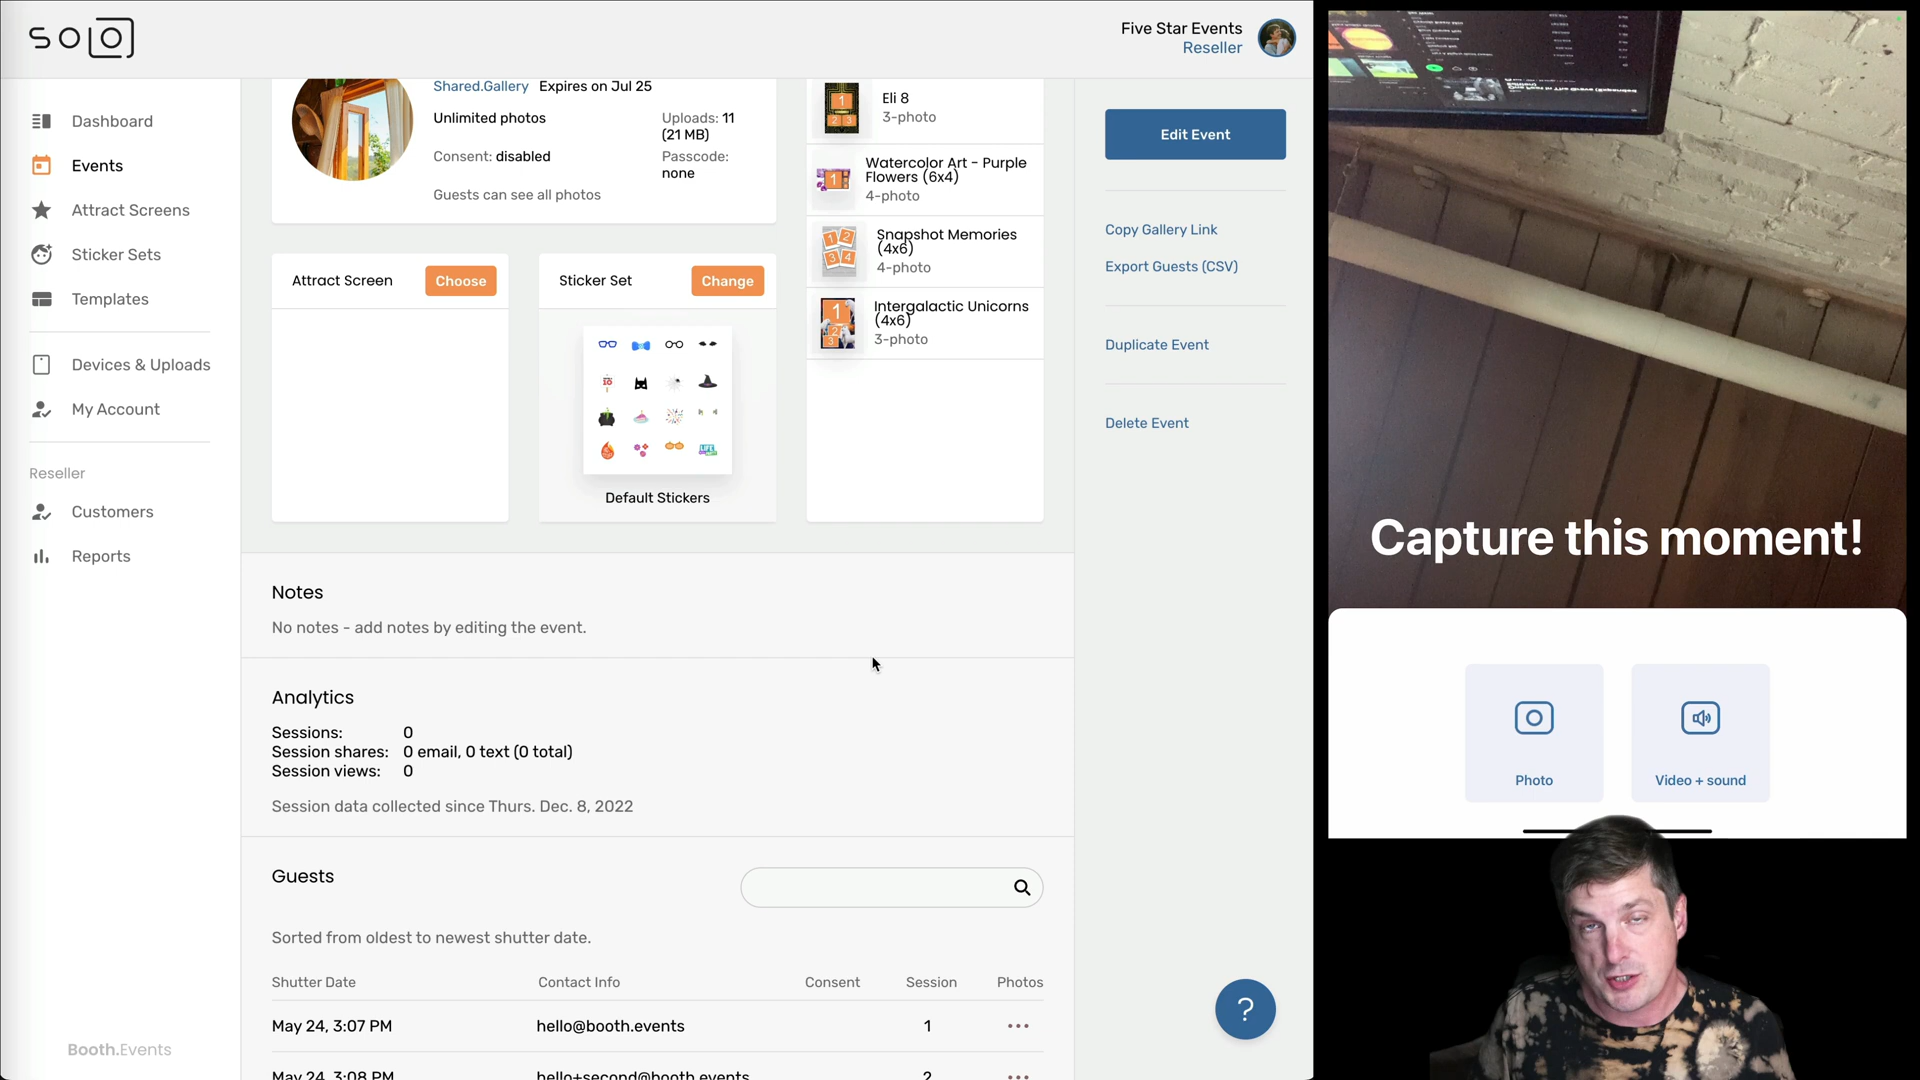 SOLO
Five Star Events
Reseller
Dashboard
Events
Attract Screens
Sticker Sets
Templates
Devices & Uploads
My Account
Reseller
Customers
Reports
Booth.Events
Shared.Gallery Expires on Jul 25
Unlimited photos
Uploads: 11
(21 MB)
Consent: disabled
Passcode:
none
Guests can see all photos
Attract Screen
Choose
Sticker Set
Change
Default Stickers
Eli 8
3-photo
Watercolor Art - Purple
Flowers (6x4)
4-photo
Snapshot Memories
(4x6)
4-photo
Intergalactic Unicorns
(4x6)
3-photo
Edit Event
Copy Gallery Link
Export Guests (CSV)
Duplicate Event
Delete Event
Notes
No notes - add notes by editing the event.
Analytics
Sessions: 0
Session shares: 0 email, 0 text (0 total)
Session views: 0
Session data collected since Thurs. Dec. 8, 2022
Guests
Sorted from oldest to newest shutter date.
Shutter Date Contact Info Consent Session Photos
May 24, 3:07 PM hello@booth.events 1 •••
May 24, 3:08 PM hello+second@booth.events 2 •••
?
Capture this moment!
Photo
Video + sound